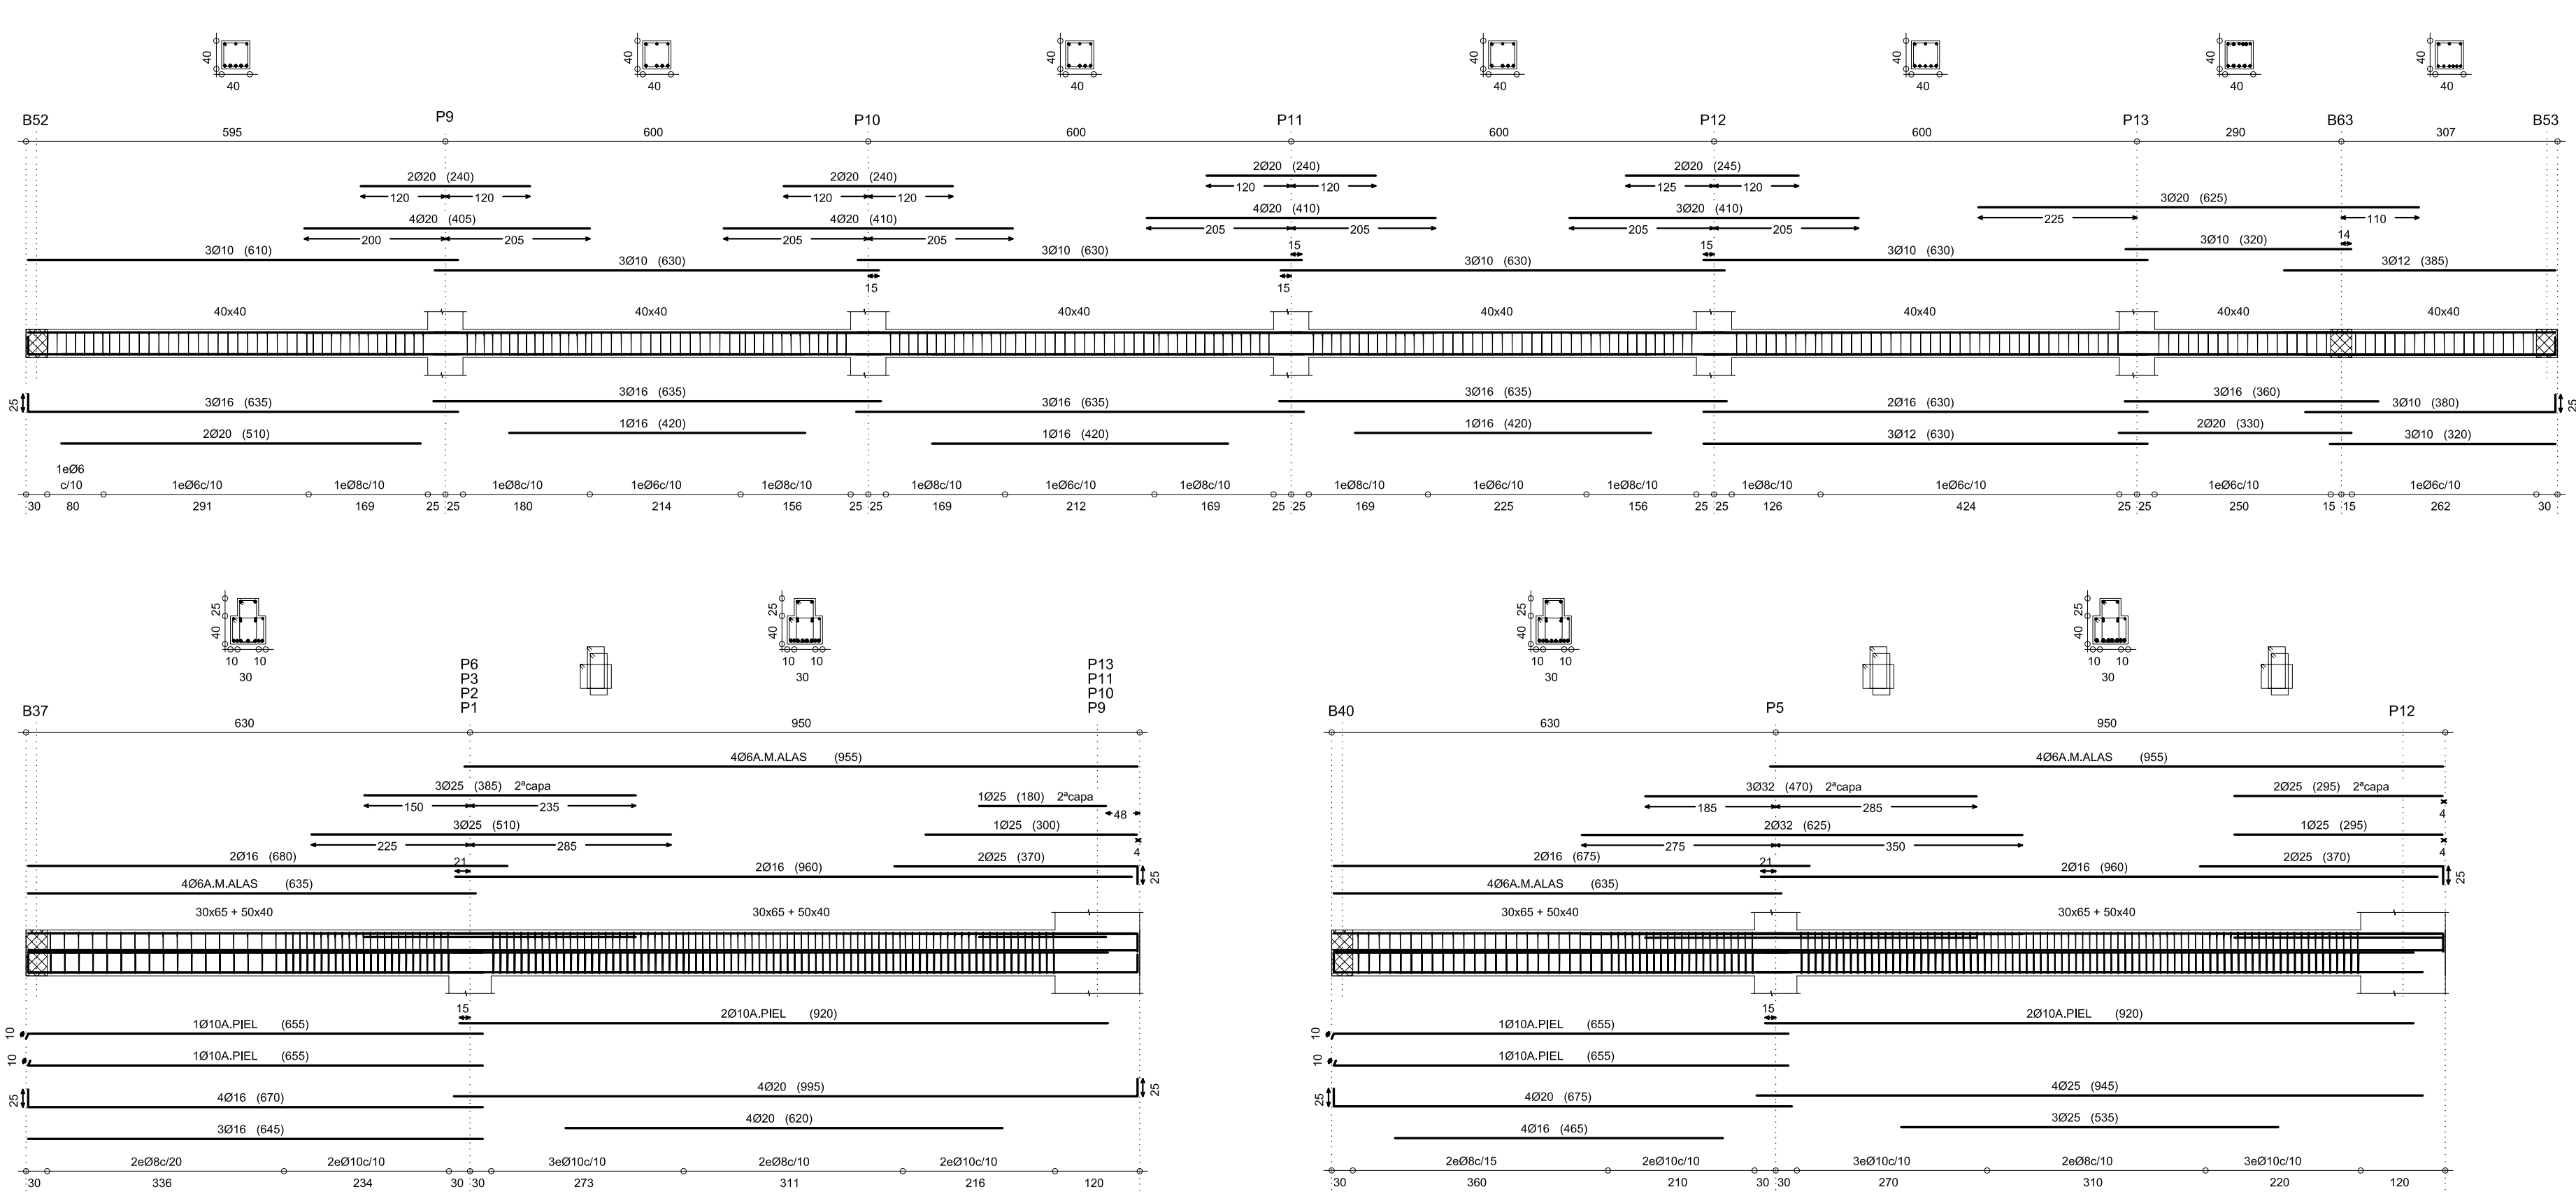 40 40 40 40 40 40 40
40 40 40 40 40 40 40
B52 P9 P10 P11 P12 P13 B63 B53
595 600 600 600 600 290 307
2Ø20 (240) 2Ø20 (240) 2Ø20 (240) 2Ø20 (245)
120 120 120 120 120 120 125 120
3Ø20 (625)
225 110
4Ø20 (405) 4Ø20 (410) 4Ø20 (410) 3Ø20 (410)
200 205 205 205 205 205 205 205
14
3Ø10 (320)
15 15
3Ø10 (610) 3Ø10 (630) 3Ø10 (630)
3Ø10 (630) 3Ø10 (630) 3Ø12 (385)
15 15
40x40 40x40 40x40 40x40 40x40 40x40 40x40
25 3Ø16 (635) 3Ø16 (635) 3Ø16 (360)
3Ø16 (635) 3Ø16 (635) 2Ø16 (630) 3Ø10 (380) 25
1Ø16 (420) 1Ø16 (420) 2Ø20 (330)
2Ø20 (510) 1Ø16 (420) 3Ø12 (630) 3Ø10 (320)
1eØ6
c/10 1eØ6c/10 1eØ8c/10 1eØ8c/10 1eØ6c/10 1eØ8c/10 1eØ8c/10 1eØ6c/10 1eØ8c/10 1eØ8c/10 1eØ6c/10 1eØ8c/10 1eØ8c/10 1eØ6c/10 1eØ6c/10 1eØ6c/10
30 80 291 169 25 25 180 214 156 25 25 169 212 169 25 25 169 225 156 25 25 126 424 25 25 250 15 15 262 30
25 25 25 25
40 40 40 40
10 10 10 10 10 10 10 10
30 30 30 30
P6 P13
P3 P11
P2 P10
B37 P1 P9
630 950
4Ø6A.M.ALAS (955)
3Ø25 (385) 2ªcapa
150 235
1Ø25 (180) 2ªcapa
48
3Ø25 (510) 1Ø25 (300)
225 285 4
2Ø16 (680) 21 2Ø25 (370)
2Ø16 (960) 25
4Ø6A.M.ALAS (635)
30x65 + 50x40 30x65 + 50x40
15
2Ø10A.PIEL (920)
10 1Ø10A.PIEL (655)
10 1Ø10A.PIEL (655)
4Ø20 (995) 25
25 4Ø16 (670)
4Ø20 (620)
3Ø16 (645)
2eØ8c/20 2eØ10c/10 3eØ10c/10 2eØ8c/10 2eØ10c/10
30 336 234 30 30 273 311 216 120
B40 P5 P12
630 950
4Ø6A.M.ALAS (955)
3Ø32 (470) 2ªcapa 2Ø25 (295) 2ªcapa
185 285 4
2Ø32 (625) 1Ø25 (295)
275 350 4
2Ø16 (675) 21 2Ø25 (370)
2Ø16 (960) 25
4Ø6A.M.ALAS (635)
30x65 + 50x40 30x65 + 50x40
15
2Ø10A.PIEL (920)
10 1Ø10A.PIEL (655)
10 1Ø10A.PIEL (655)
4Ø25 (945)
25 4Ø20 (675)
3Ø25 (535)
4Ø16 (465)
2eØ8c/15 2eØ10c/10 3eØ10c/10 2eØ8c/10 3eØ10c/10
30 360 210 30 30 270 310 220 120